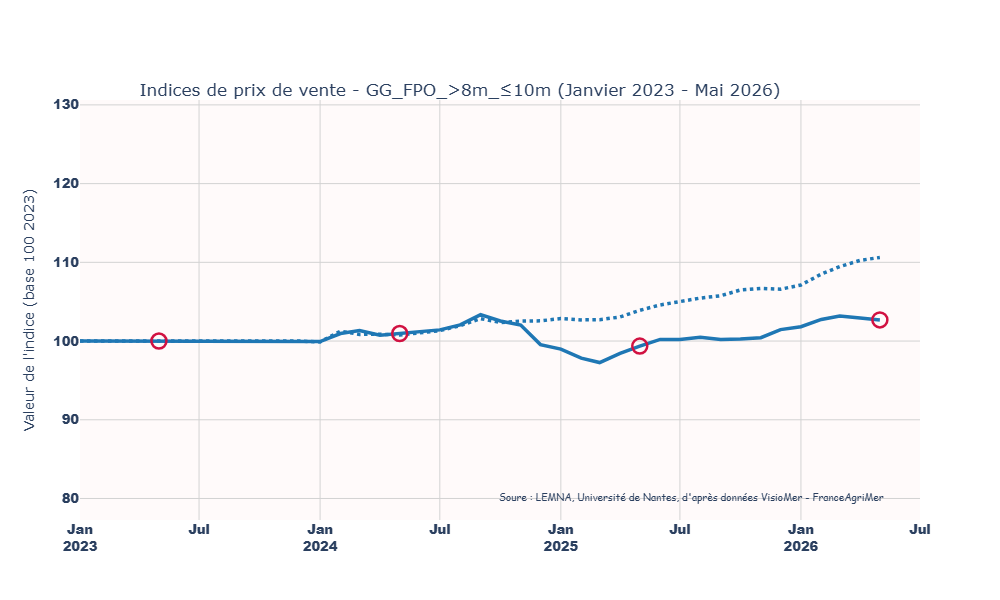 Indices de prix de vente - GG_FPO_>8m_≤10m (Janvier 2023 - Mai 2026)
Valeur de l'indice (base 100 2023)
130
120
110
100
90
80
Soure : LEMNA, Université de Nantes, d'après données VisioMer - FranceAgriMer
Jan Jul Jan Jul Jan Jul Jan Jul
2023 2024 2025 2026